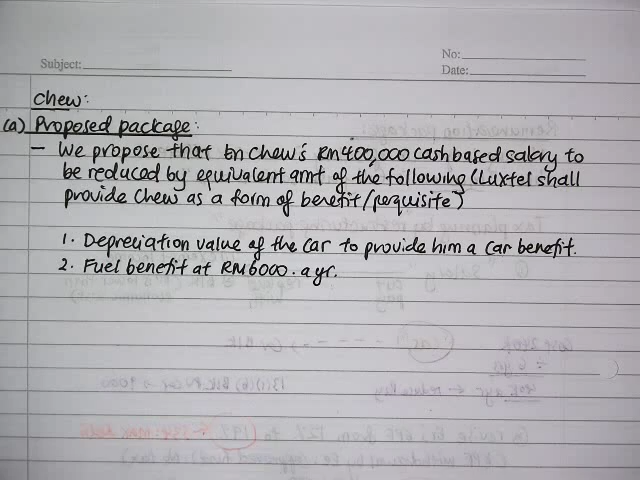 No:
Subject:
Date:
Chew:
(a) Proposed package:
- We propose that En Chew's RM400,000 cash based salary to
be reduced by equivalent amt of the following (Luxtel shall
provide Chew as a form of benefit/perquisite)
1. Depreciation value of the car to provide him a car benefit.
2. Fuel benefit at RM6000. a yr.